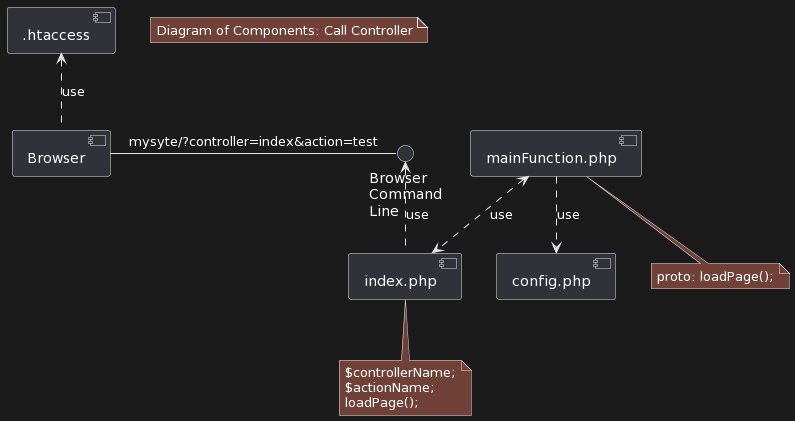 .htaccess
Diagram of Components: Call Controller
use
Browser
mysyte/?controller=index&action=test
mainFunction.php
Browser
Command
Line
use
use
use
index.php
config.php
proto: loadPage();
$controllerName;
$actionName;
loadPage();